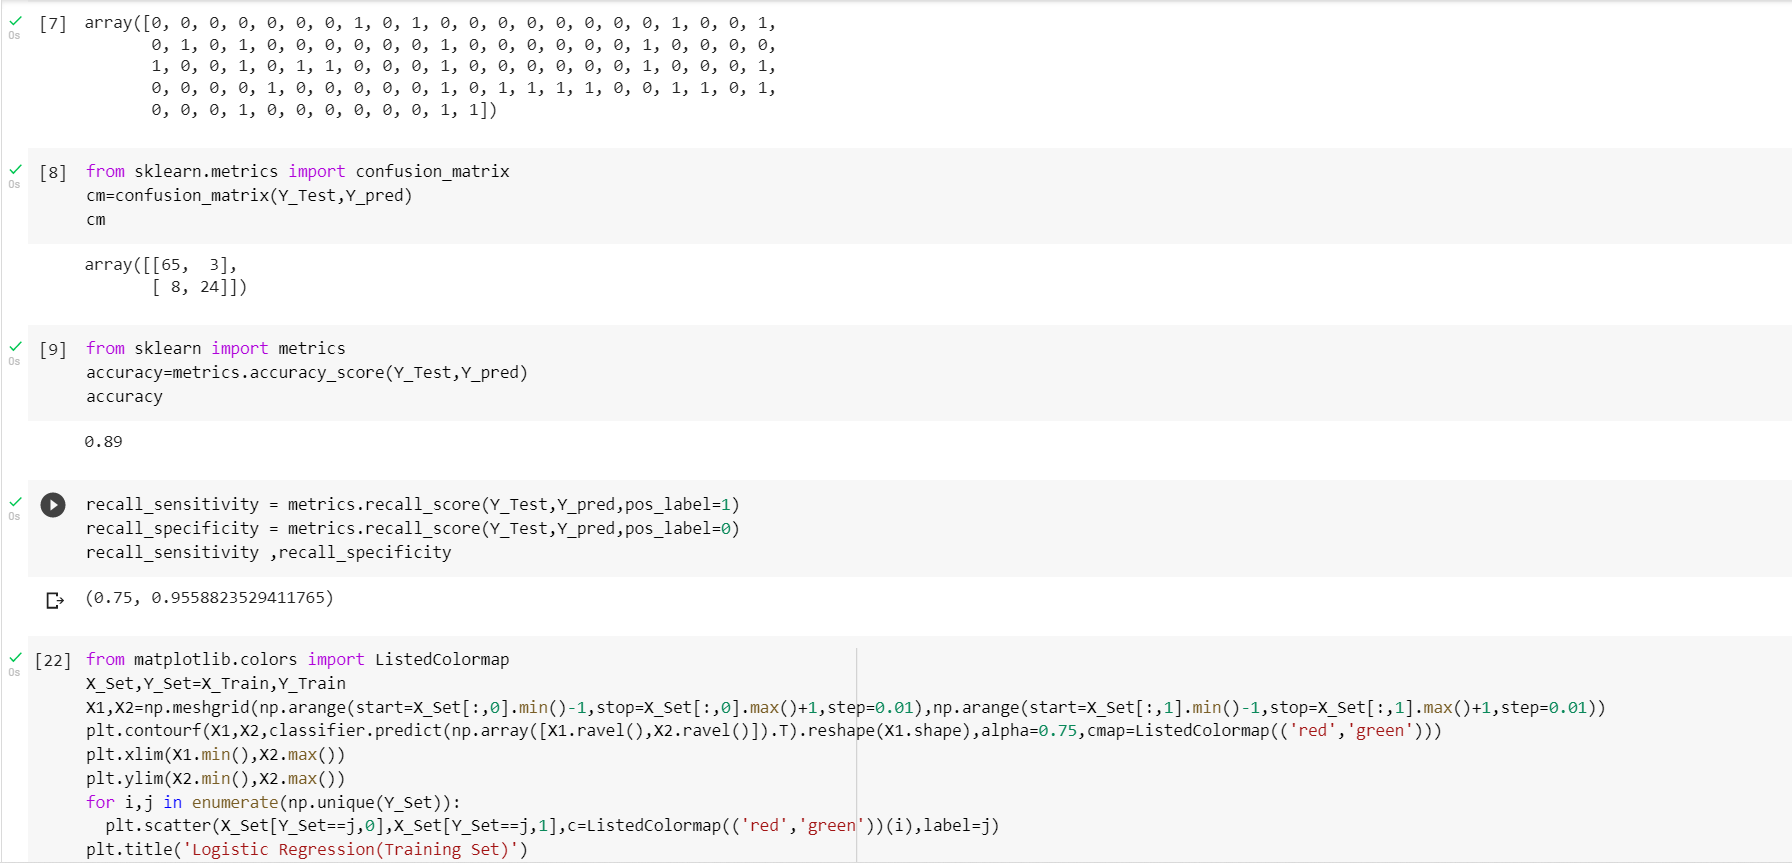 [7] array([0, 0, 0, 0, 0, 0, 0, 1, 0, 1, 0, 0, 0, 0, 0, 0, 0, 0, 1, 0, 0, 1,
0s
0, 1, 0, 1, 0, 0, 0, 0, 0, 0, 1, 0, 0, 0, 0, 0, 0, 1, 0, 0, 0, 0,
1, 0, 0, 1, 0, 1, 1, 0, 0, 0, 1, 0, 0, 0, 0, 0, 0, 1, 0, 0, 0, 1,
0, 0, 0, 0, 1, 0, 0, 0, 0, 0, 1, 0, 1, 1, 1, 1, 0, 0, 1, 1, 0, 1,
0, 0, 0, 1, 0, 0, 0, 0, 0, 0, 1, 1])
[8] from sklearn.metrics import confusion_matrix
0s
cm=confusion_matrix(Y_Test,Y_pred)
cm
array([[65,  3],
[ 8, 24]])
[9] from sklearn import metrics
0s
accuracy=metrics.accuracy_score(Y_Test,Y_pred)
accuracy
0.89
recall_sensitivity = metrics.recall_score(Y_Test,Y_pred,pos_label=1)
0s
recall_specificity = metrics.recall_score(Y_Test,Y_pred,pos_label=0)
recall_sensitivity ,recall_specificity
(0.75, 0.9558823529411765)
[22] from matplotlib.colors import ListedColormap
0s
X_Set,Y_Set=X_Train,Y_Train
X1,X2=np.meshgrid(np.arange(start=X_Set[:,0].min()-1,stop=X_Set[:,0].max()+1,step=0.01),np.arange(start=X_Set[:,1].min()-1,stop=X_Set[:,1].max()+1,step=0.01))
plt.contourf(X1,X2,classifier.predict(np.array([X1.ravel(),X2.ravel()]).T).reshape(X1.shape),alpha=0.75,cmap=ListedColormap(('red','green')))
plt.xlim(X1.min(),X2.max())
plt.ylim(X2.min(),X2.max())
for i,j in enumerate(np.unique(Y_Set)):
plt.scatter(X_Set[Y_Set==j,0],X_Set[Y_Set==j,1],c=ListedColormap(('red','green'))(i),label=j)
plt.title('Logistic Regression(Training Set)')